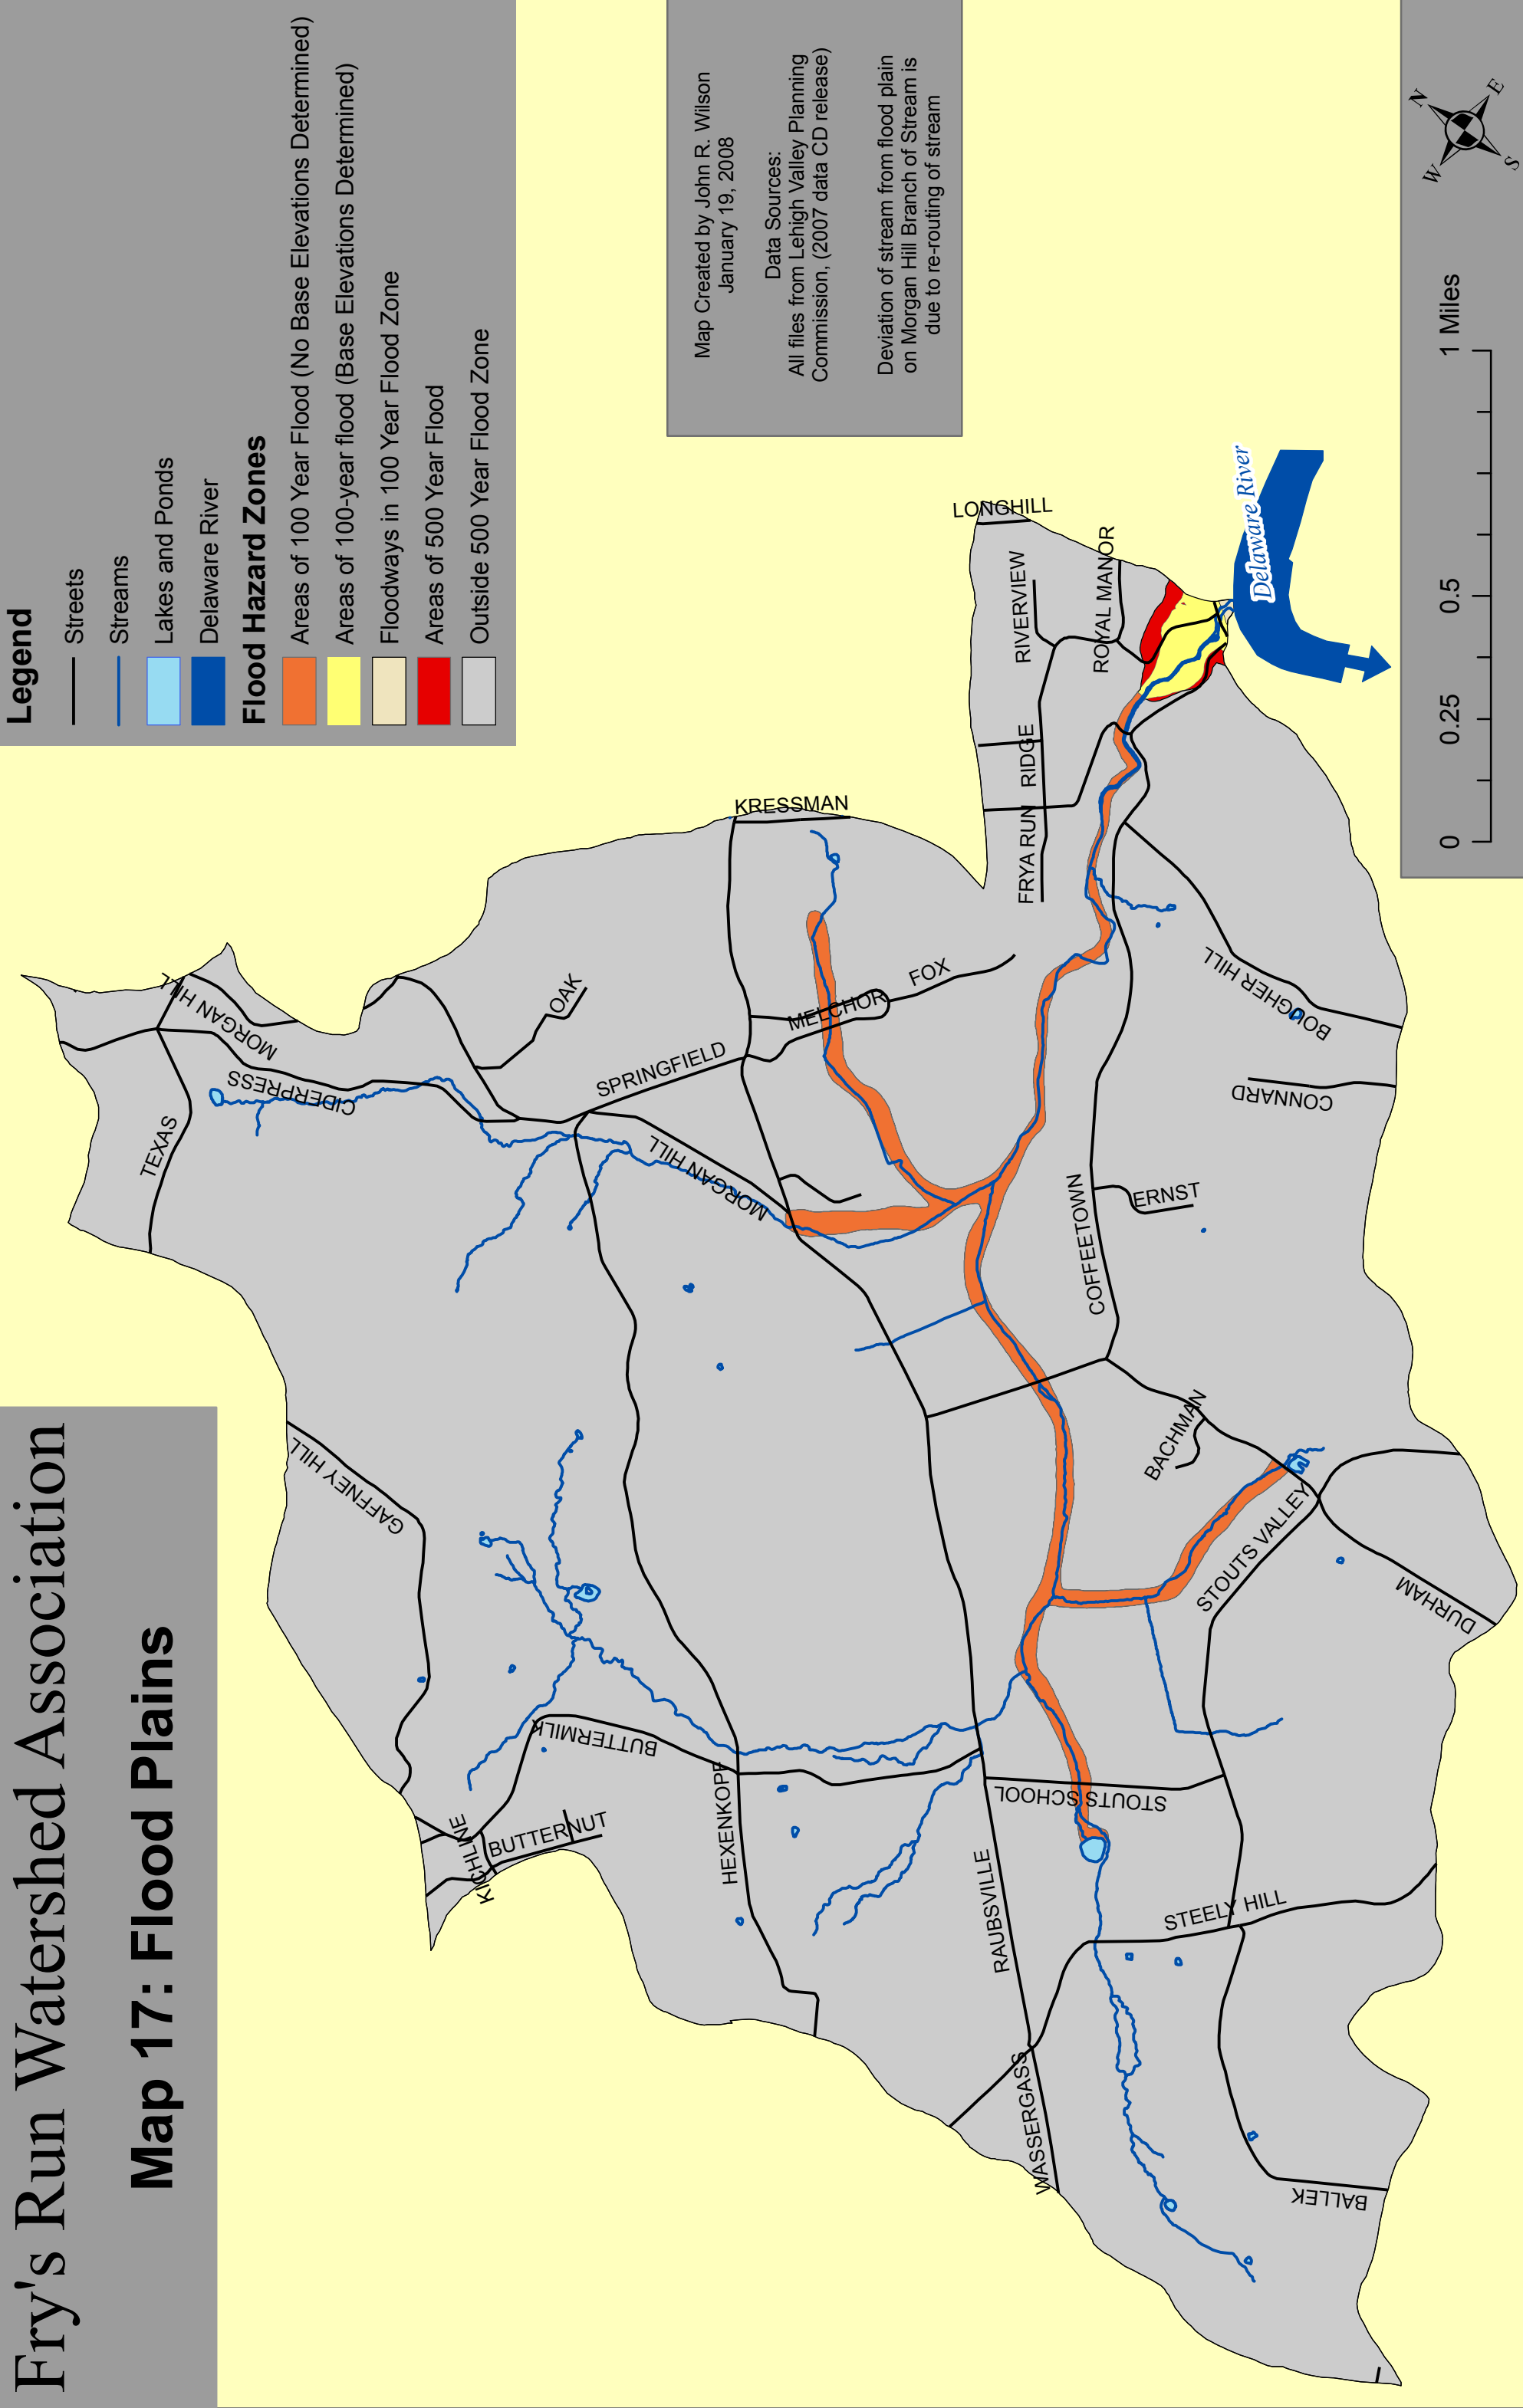 Fry's Run Watershed Association
Map 17: Flood Plains
Legend
Streets
Streams
Lakes and Ponds
Delaware River
Flood Hazard Zones
Areas of 100 Year Flood (No Base Elevations Determined)
Areas of 100-year flood (Base Elevations Determined)
Floodways in 100 Year Flood Zone
Areas of 500 Year Flood
Outside 500 Year Flood Zone
Map Created by John R. Wilson
January 19, 2008
Data Sources:
All files from Lehigh Valley Planning
Commission, (2007 data CD release)
Deviation of stream from flood plain
on Morgan Hill Branch of Stream is
due to re-routing of stream
TEXAS
MORGAN HILL
CIDERPRESS
OAK
GAFFNEY HILL
SPRINGFIELD
MORGAN HILL
KRESSMAN
MELCHOR
FOX
KICHLINE
BUTTERNUT
BUTTERMILK
HEXENKOPF
LONGHILL
RIVERVIEW
ROYAL MANOR
RIDGE
FRYA RUN
RAUBSVILLE
WASSERGASS
STOUTS SCHOOL
COFFEETOWN
ERNST
BACHMAN
STOUTS VALLEY
STEELY HILL
BOUGHER HILL
CONNARD
DURHAM
BALLEK
Delaware River
0
0.25
0.5
1 Miles
N
E
S
W